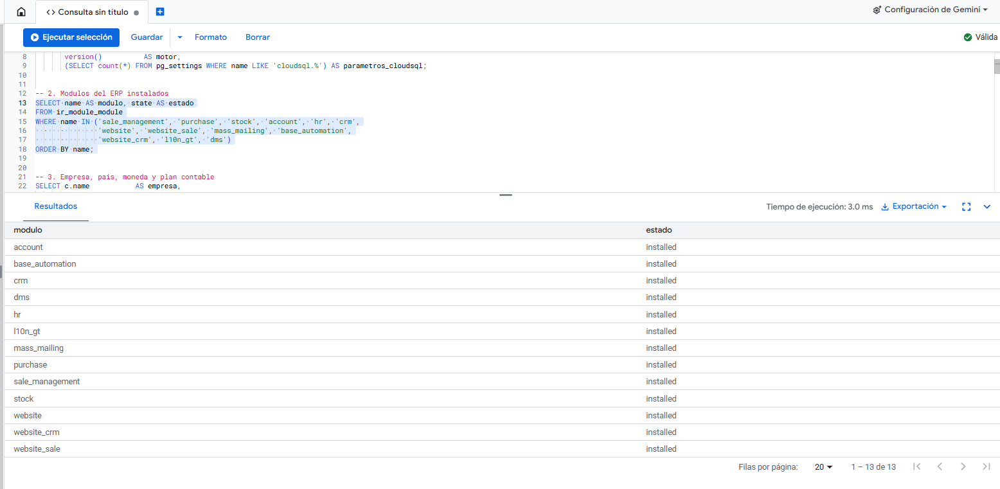 <> Consulta sin título
Configuración de Gemini
Ejecutar selección Guardar Formato Borrar Válida
8 version() AS motor,
9 (SELECT count(*) FROM pg_settings WHERE name LIKE 'cloudsql.%') AS parametros_cloudsql;
10
11
12 -- 2. Modulos del ERP instalados
13 SELECT name AS modulo, state AS estado
14 FROM ir_module_module
15 WHERE name IN ('sale_management', 'purchase', 'stock', 'account', 'hr', 'crm',
16 'website', 'website_sale', 'mass_mailing', 'base_automation',
17 'website_crm', 'l10n_gt', 'dms')
18 ORDER BY name;
19
20
21 -- 3. Empresa, pais, moneda y plan contable
22 SELECT c.name AS empresa,
Resultados Tiempo de ejecución: 3.0 ms Exportación
modulo estado
account installed
base_automation installed
crm installed
dms installed
hr installed
l10n_gt installed
mass_mailing installed
purchase installed
sale_management installed
stock installed
website installed
website_crm installed
website_sale installed
Filas por página: 20 1 – 13 de 13